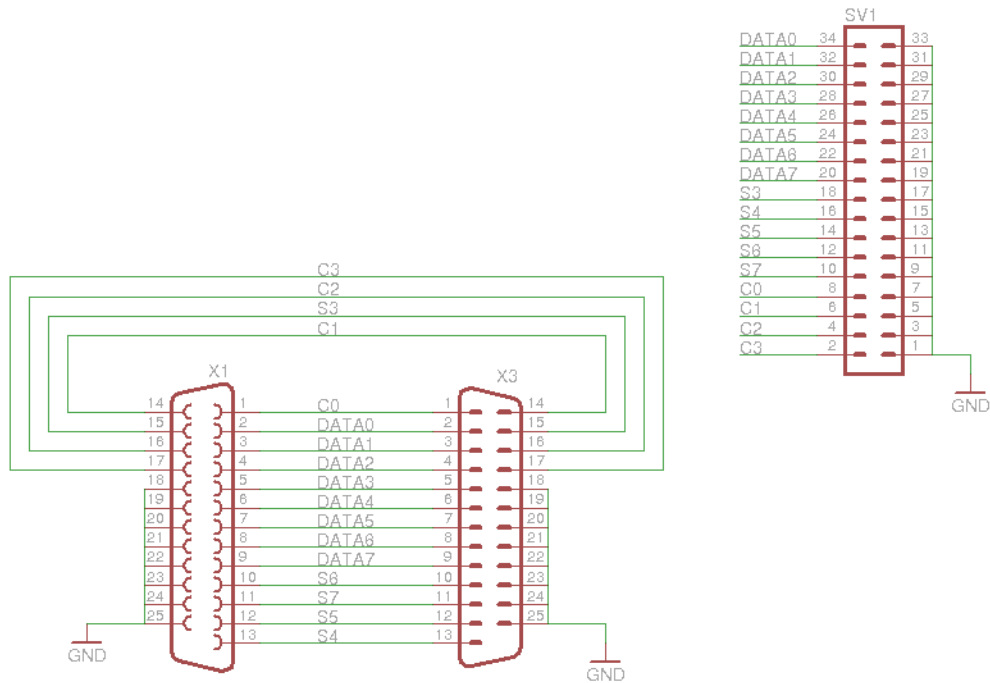 SV1
DATA0 34 33
DATA1 32 31
DATA2 30 29
DATA3 28 27
DATA4 26 25
DATA5 24 23
DATA6 22 21
DATA7 20 19
S3 18 17
S4 16 15
S5 14 13
S6 12 11
S7 10 9
C0 8 7
C1 6 5
C2 4 3
C3 2 1
GND
C3
C2
S3
C1
X1 X3
14 1 C0 1 14
15 2 DATA0 2 15
16 3 DATA1 3 16
17 4 DATA2 4 17
18 5 DATA3 5 18
19 6 DATA4 6 19
20 7 DATA5 7 20
21 8 DATA6 8 21
22 9 DATA7 9 22
23 10 S6 10 23
24 11 S7 11 24
25 12 S5 12 25
13 S4 13
GND
GND